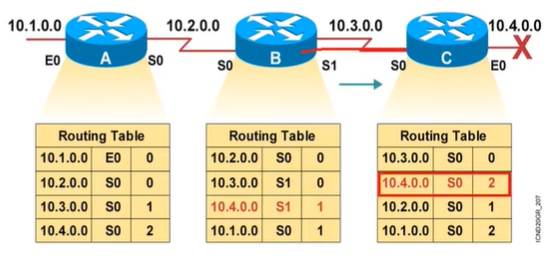 10.1.0.0 10.2.0.0 10.3.0.0 10.4.0.0 X
E0 A S0 S0 B S1 S0 C E0
Routing Table Routing Table Routing Table
10.1.0.0 E0 0 10.2.0.0 S0 0 10.3.0.0 S0 0
10.2.0.0 S0 0 10.3.0.0 S1 0 10.4.0.0 S0 2
10.3.0.0 S0 1 10.4.0.0 S1 1 10.2.0.0 S0 1
10.4.0.0 S0 2 10.1.0.0 S0 1 10.1.0.0 S0 2
ICND20GR_207